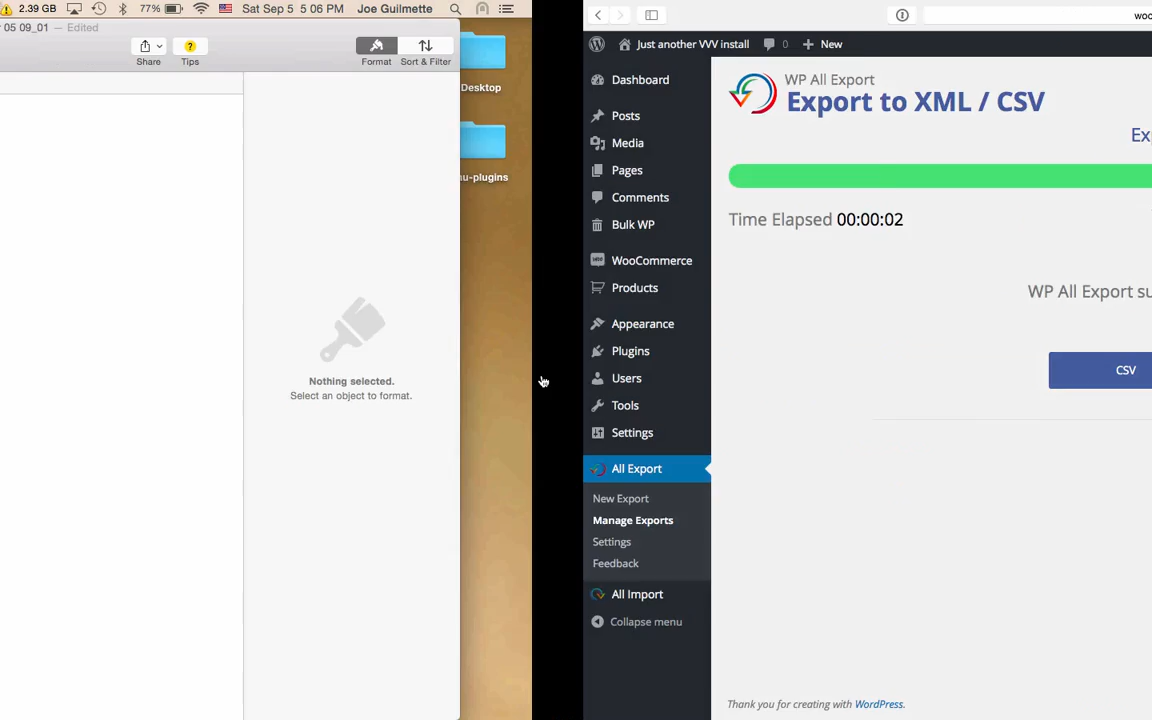 2.39 GB 77% Sat Sep 5 5:06 PM Joe Guilmette
05 09_01 — Edited
Share
?
Tips
Format
Sort & Filter
Desktop
mu-plugins
Nothing selected.
Select an object to format.
woo
Just another VVV install 0 + New
Dashboard
Posts
Media
Pages
Comments
Bulk WP
WooCommerce
Products
Appearance
Plugins
Users
Tools
Settings
All Export
New Export
Manage Exports
Settings
Feedback
All Import
Collapse menu
WP All Export
Export to XML / CSV
Ex
Time Elapsed 00:00:02
WP All Export su
CSV
Thank you for creating with WordPress.